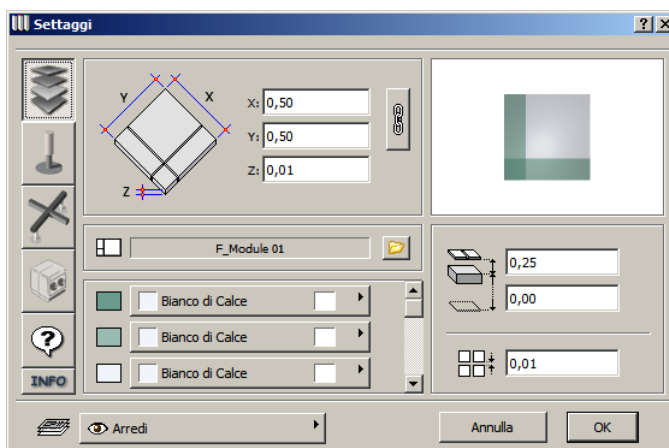 Settaggi
Y
X
Z
X: 0,50
Y: 0,50
Z: 0,01
F_Module 01
Bianco di Calce
Bianco di Calce
Bianco di Calce
0,25
0,00
0,01
INFO
Arredi
Annulla
OK